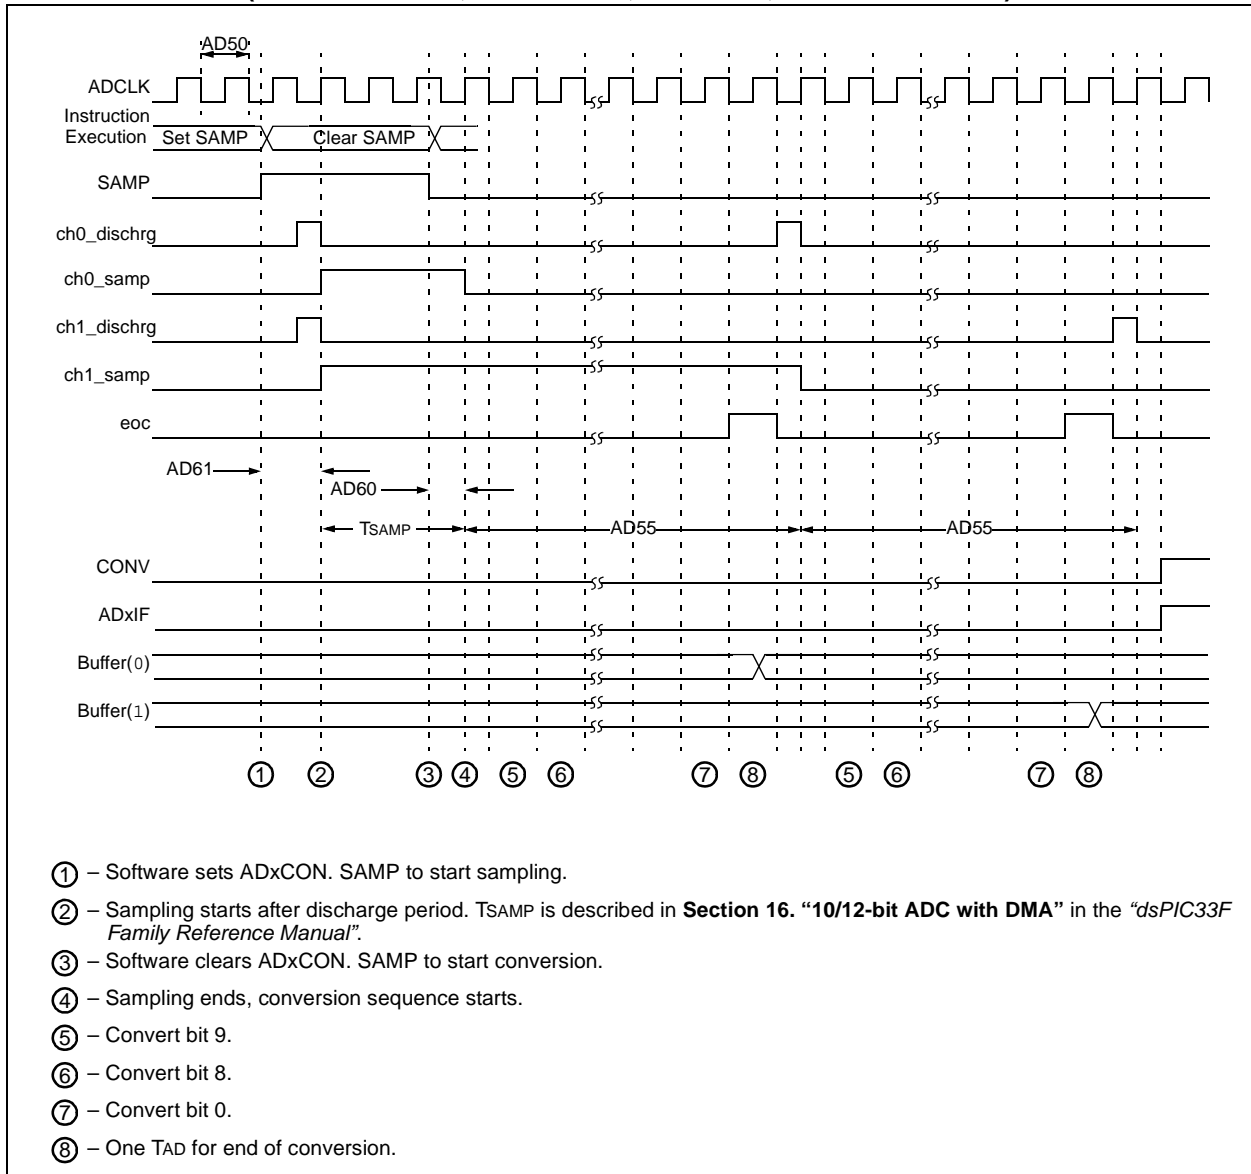 AD50
ADCLK
Instruction
Execution Set SAMP Clear SAMP
SAMP
ch0_dischrg
ch0_samp
ch1_dischrg
ch1_samp
eoc
AD61
AD60
TSAMP AD55 AD55
CONV
ADxIF
Buffer(0)
Buffer(1)
1 2 3 4 5 6 7 8 5 6 7 8
1 – Software sets ADxCON. SAMP to start sampling.
2 – Sampling starts after discharge period. TSAMP is described in Section 16. “10/12-bit ADC with DMA” in the “dsPIC33F
Family Reference Manual”.
3 – Software clears ADxCON. SAMP to start conversion.
4 – Sampling ends, conversion sequence starts.
5 – Convert bit 9.
6 – Convert bit 8.
7 – Convert bit 0.
8 – One TAD for end of conversion.